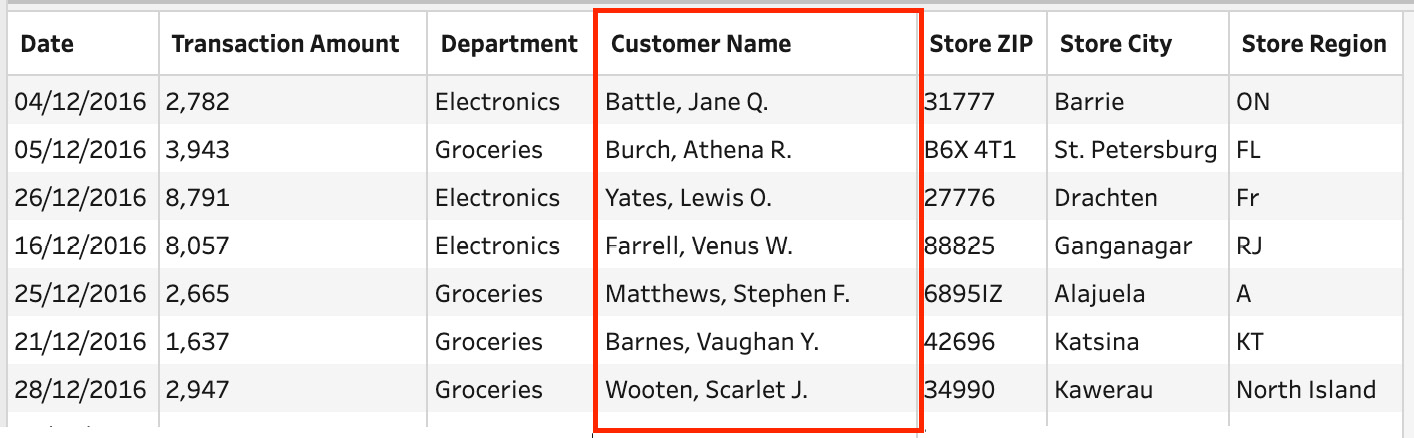 Date Transaction Amount Department Customer Name Store ZIP Store City Store Region
04/12/2016 2,782 Electronics Battle, Jane Q. 31777 Barrie ON
05/12/2016 3,943 Groceries Burch, Athena R. B6X 4T1 St. Petersburg FL
26/12/2016 8,791 Electronics Yates, Lewis O. 27776 Drachten Fr
16/12/2016 8,057 Electronics Farrell, Venus W. 88825 Ganganagar RJ
25/12/2016 2,665 Groceries Matthews, Stephen F. 6895IZ Alajuela A
21/12/2016 1,637 Groceries Barnes, Vaughan Y. 42696 Katsina KT
28/12/2016 2,947 Groceries Wooten, Scarlet J. 34990 Kawerau North Island